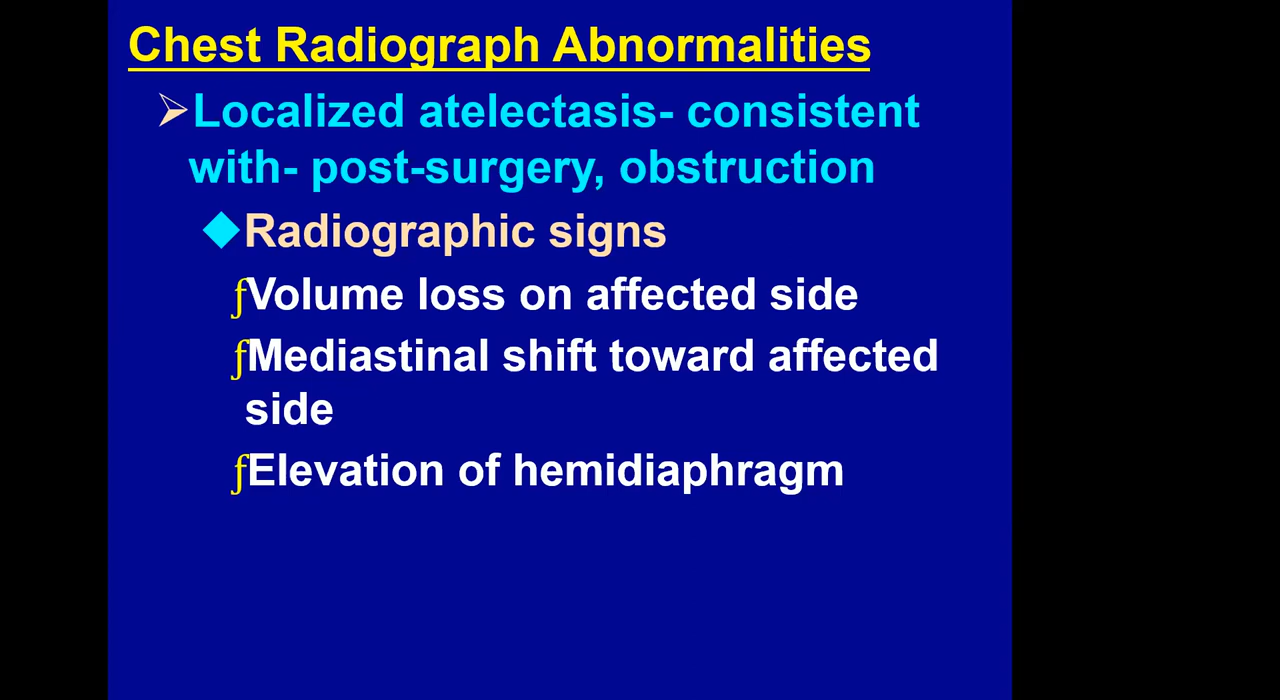 Chest Radiograph Abnormalities
➢Localized atelectasis- consistent
with- post-surgery, obstruction
◆Radiographic signs
ƒVolume loss on affected side
ƒMediastinal shift toward affected
side
ƒElevation of hemidiaphragm